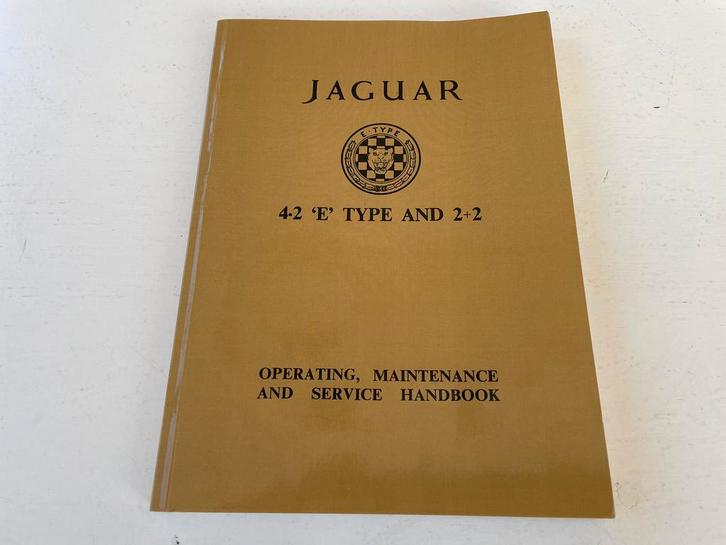 JAGUAR
E-TYPE
4·2 ‘E’ TYPE AND 2+2
OPERATING, MAINTENANCE
AND SERVICE HANDBOOK